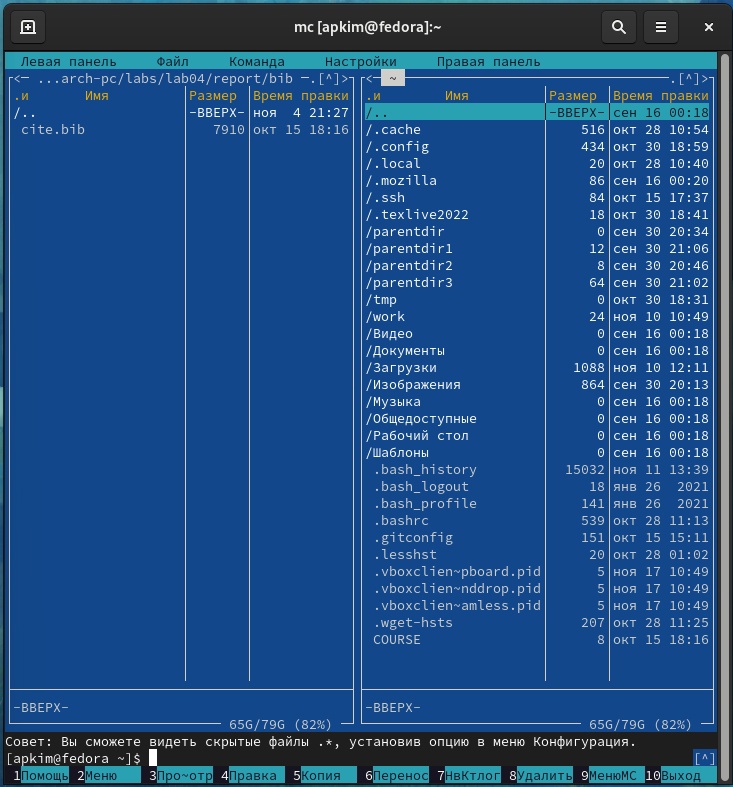 mc [apkim@fedora]:~
Левая панель Файл Команда Настройки Правая панель
<─ ...arch-pc/labs/lab04/report/bib ─.[^]>
.и Имя Размер Время правки
/.. -ВВЕРХ- ноя 4 21:27
cite.bib 7910 окт 15 18:16
-ВВЕРХ-
65G/79G (82%)
<─ ~ .[^]>
.и Имя Размер Время правки
/.. -ВВЕРХ- сен 16 00:18
/.cache 516 окт 28 10:54
/.config 434 окт 30 18:59
/.local 20 окт 28 10:40
/.mozilla 86 сен 16 00:20
/.ssh 84 окт 15 17:37
/.texlive2022 18 окт 30 18:41
/parentdir 0 сен 30 20:34
/parentdir1 12 сен 30 21:06
/parentdir2 8 сен 30 20:46
/parentdir3 64 сен 30 21:02
/tmp 0 окт 30 18:31
/work 24 ноя 10 10:49
/Видео 0 сен 16 00:18
/Документы 0 сен 16 00:18
/Загрузки 1088 ноя 10 12:11
/Изображения 864 сен 30 20:13
/Музыка 0 сен 16 00:18
/Общедоступные 0 сен 16 00:18
/Рабочий стол 0 сен 16 00:18
/Шаблоны 0 сен 16 00:18
.bash_history 15032 ноя 11 13:39
.bash_logout 18 янв 26 2021
.bash_profile 141 янв 26 2021
.bashrc 539 окт 28 11:13
.gitconfig 151 окт 15 15:11
.lesshst 20 окт 28 01:02
.vboxclien~pboard.pid 5 ноя 17 10:49
.vboxclien~nddrop.pid 5 ноя 17 10:49
.vboxclien~amless.pid 5 ноя 17 10:49
.wget-hsts 207 окт 28 11:25
COURSE 8 окт 15 18:16
-ВВЕРХ-
65G/79G (82%)
Совет: Вы сможете видеть скрытые файлы .*, установив опцию в меню Конфигурация.
[apkim@fedora ~]$ [^]
1Помощь 2Меню 3Про~отр 4Правка 5Копия 6Перенос 7НвКтлог 8Удалить 9МенюMC 10Выход